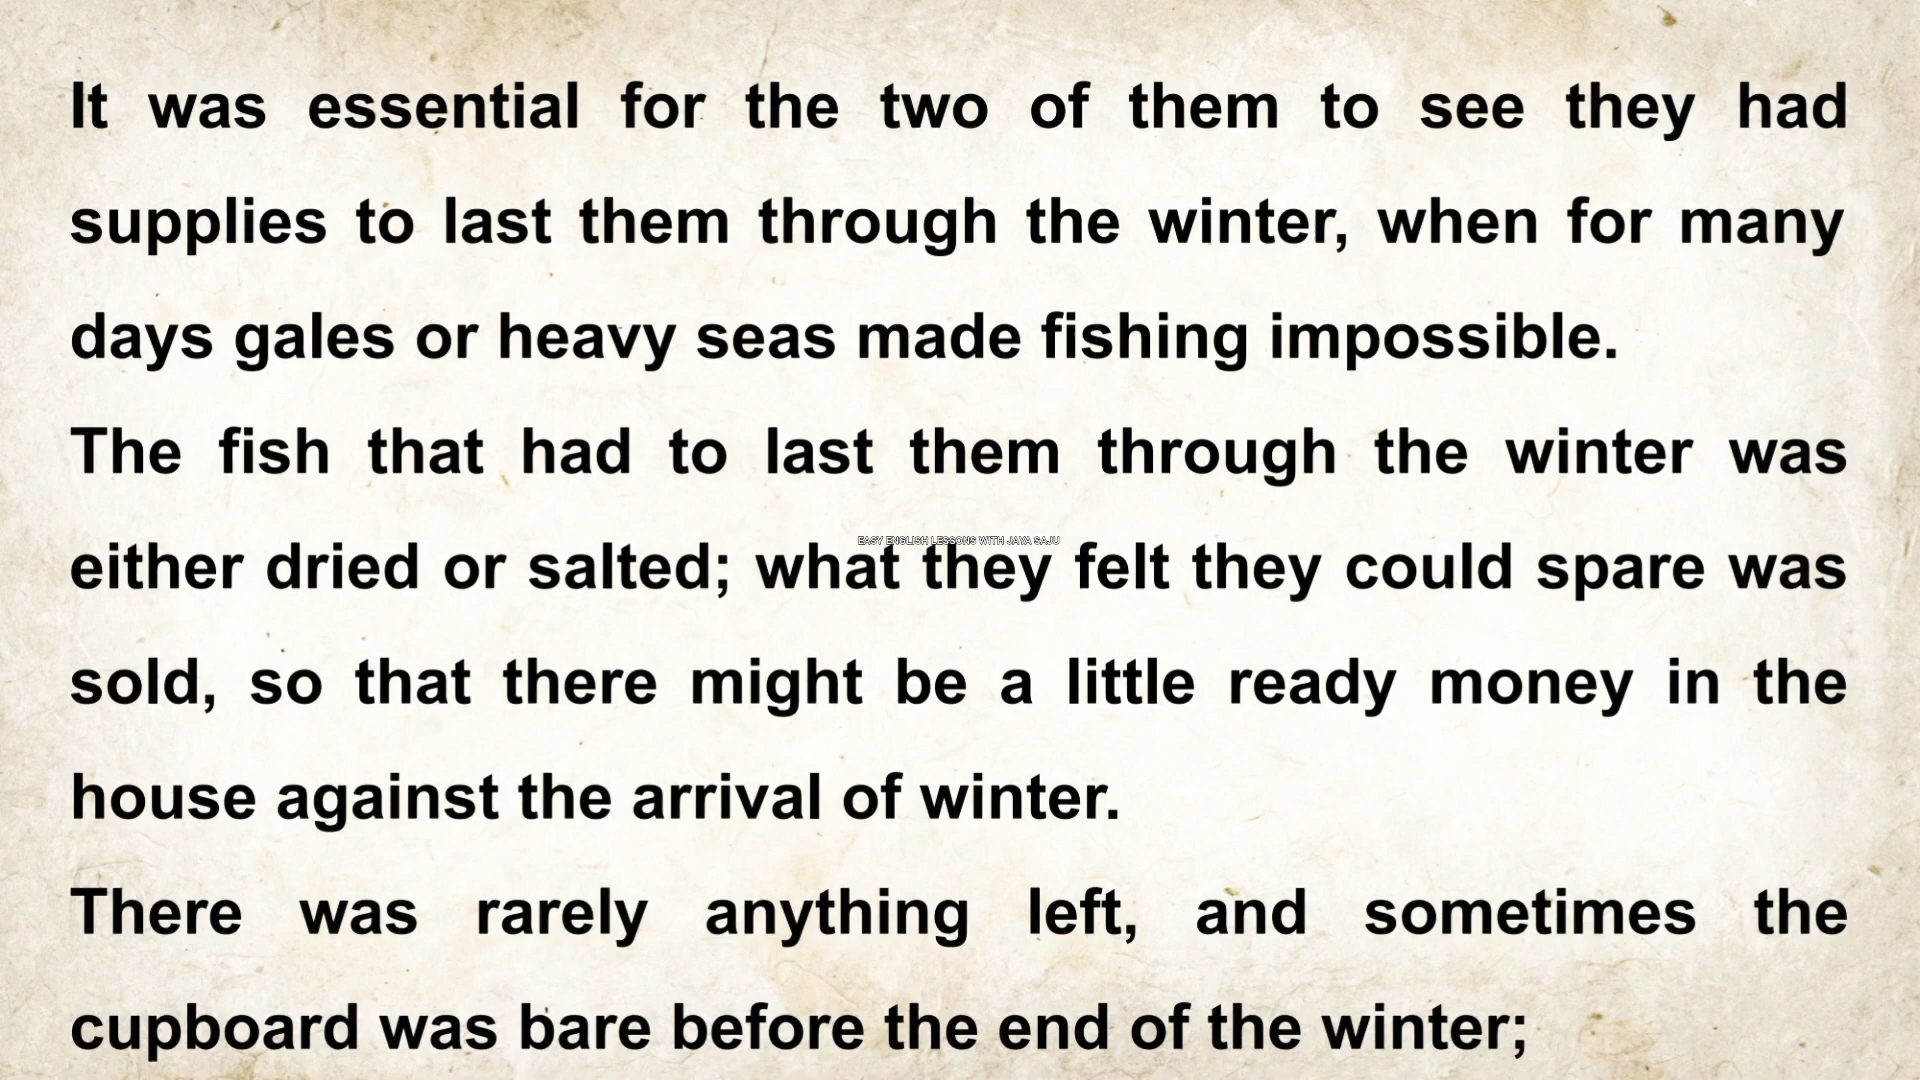 It was essential for the two of them to see they had
supplies to last them through the winter, when for many
days gales or heavy seas made fishing impossible.
The fish that had to last them through the winter was
EASY ENGLISH LESSONS WITH JAYA SAJU
either dried or salted; what they felt they could spare was
sold, so that there might be a little ready money in the
house against the arrival of winter.
There was rarely anything left, and sometimes the
cupboard was bare before the end of the winter;